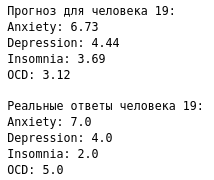 Прогноз для человека 19:
Anxiety: 6.73
Depression: 4.44
Insomnia: 3.69
OCD: 3.12

Реальные ответы человека 19:
Anxiety: 7.0
Depression: 4.0
Insomnia: 2.0
OCD: 5.0